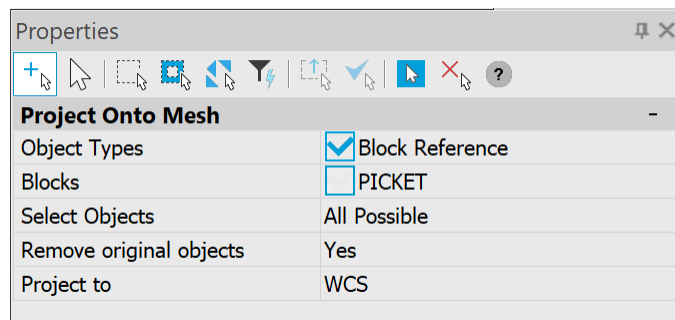 Properties
?
Project Onto Mesh -
Object Types Block Reference
Blocks PICKET
Select Objects All Possible
Remove original objects Yes
Project to WCS